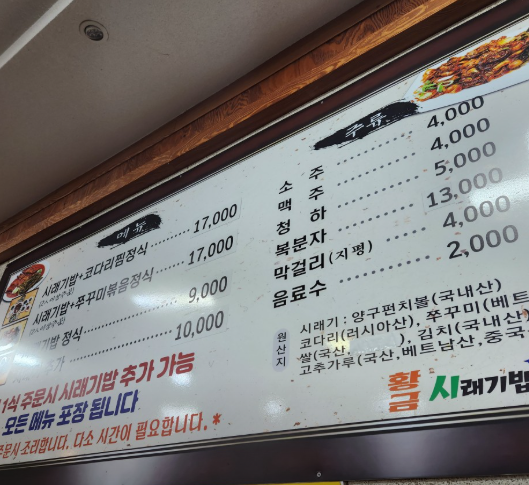 메뉴
시래기밥+코다리찜정식 17,000
시래기밥+쭈꾸미볶음정식 17,000
기밥 정식 9,000
추가 10,000
1식 주문시 시래기밥 추가 가능
모든 메뉴 포장 됩니다
주문시 조리합니다. 다소 시간이 필요합니다. *
주류
소주 4,000
맥주 4,000
청하 5,000
복분자 13,000
막걸리(지평) 4,000
음료수 2,000
원산지
시래기 : 양구펀치볼(국내산)
코다리(러시아산), 쭈꾸미(베트
쌀(국산, ), 김치(국내산)
고추가루(국산, 베트남산, 중국
황금 시래기밥